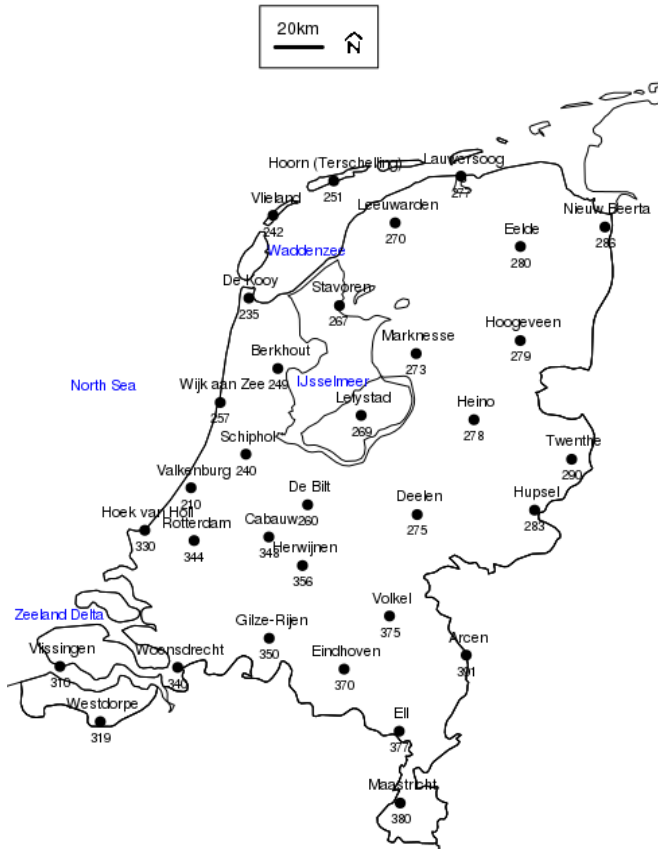 20km
N
Hoorn (Terschelling)
251
Lauwersoog
277
Vlieland
242
Leeuwarden
270
Nieuw Beerta
286
Eelde
280
Waddenzee
De Kooy
235
Stavoren
267
Hoogeveen
279
Marknesse
273
Berkhout
249
North Sea
Wijk aan Zee
257
IJsselmeer
Lelystad
269
Heino
278
Schiphol
240
Twenthe
290
Valkenburg
210
De Bilt
260
Deelen
275
Hupsel
283
Hoek van Holl
330
Rotterdam
344
Cabauw
348
Herwijnen
356
Zeeland Delta
Volkel
375
Gilze-Rijen
350
Arcen
391
Vlissingen
310
Woensdrecht
340
Eindhoven
370
Westdorpe
319
Ell
377
Maastricht
380